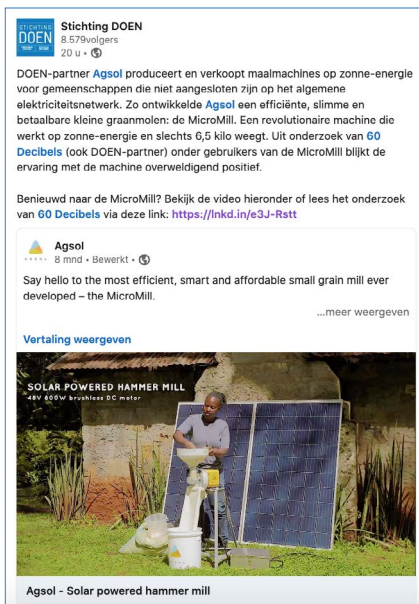 STICHTING
DOEN
Stichting DOEN
8.579volgers
20 u •
DOEN-partner Agsol produceert en verkoopt maalmachines op zonne-energie
voor gemeenschappen die niet aangesloten zijn op het algemene
elektriciteitsnetwerk. Zo ontwikkelde Agsol een efficiënte, slimme en
betaalbare kleine graanmolen: de MicroMill. Een revolutionaire machine die
werkt op zonne-energie en slechts 6,5 kilo weegt. Uit onderzoek van 60
Decibels (ook DOEN-partner) onder gebruikers van de MicroMill blijkt de
ervaring met de machine overweldigend positief.
Benieuwd naar de MicroMill? Bekijk de video hieronder of lees het onderzoek
van 60 Decibels via deze link: https://lnkd.in/e3J-Rstt
Agsol
8 mnd • Bewerkt •
Say hello to the most efficient, smart and affordable small grain mill ever
developed – the MicroMill.
...meer weergeven
Vertaling weergeven
SOLAR POWERED HAMMER MILL
48V 800W brushless DC motor
Agsol - Solar powered hammer mill